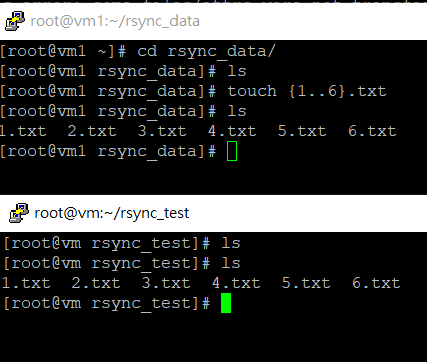 root@vm1:~/rsync_data
[root@vm1 ~]# cd rsync_data/
[root@vm1 rsync_data]# ls
[root@vm1 rsync_data]# touch {1..6}.txt
[root@vm1 rsync_data]# ls
1.txt 2.txt 3.txt 4.txt 5.txt 6.txt
[root@vm1 rsync_data]#
root@vm:~/rsync_test
[root@vm rsync_test]# ls
[root@vm rsync_test]# ls
1.txt 2.txt 3.txt 4.txt 5.txt 6.txt
[root@vm rsync_test]#